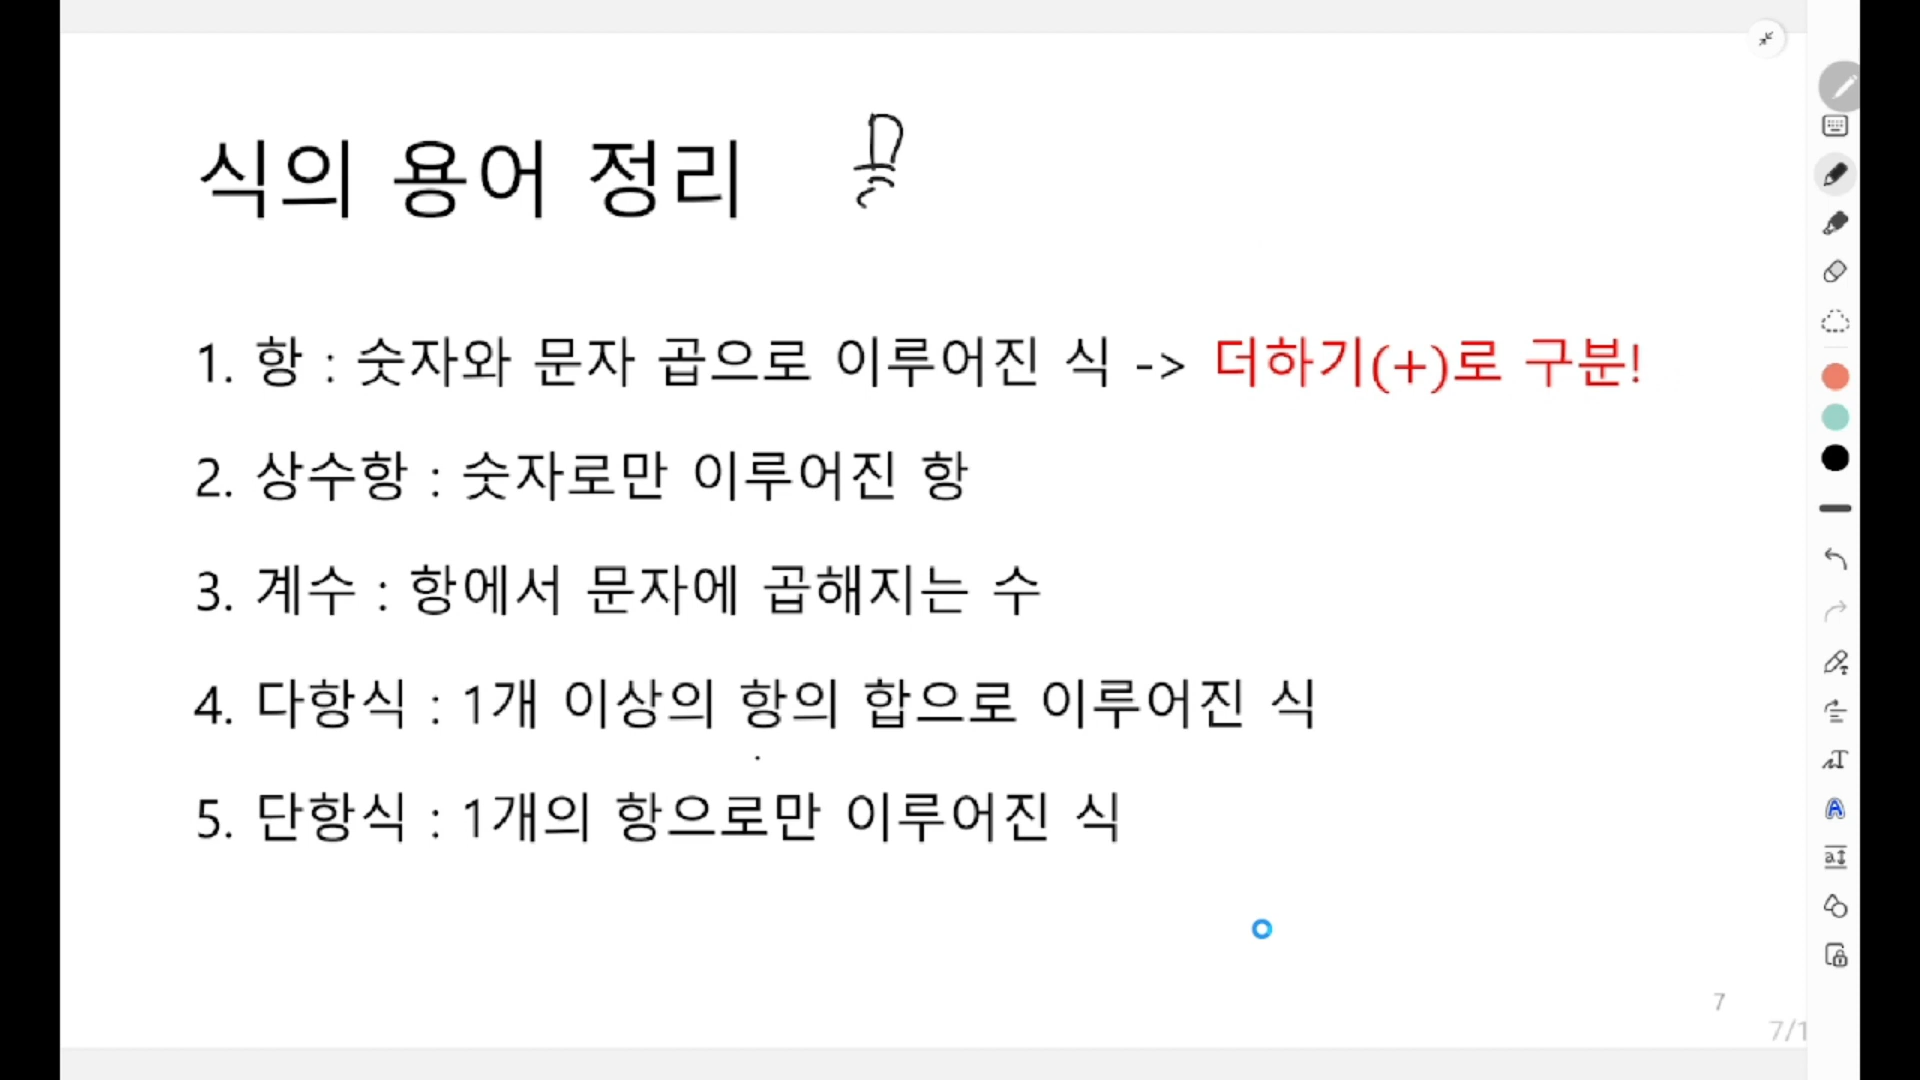 식의 용어 정리
1. 항 : 숫자와 문자 곱으로 이루어진 식 -> 더하기(+)로 구분!
2. 상수항 : 숫자로만 이루어진 항
3. 계수 : 항에서 문자에 곱해지는 수
4. 다항식 : 1개 이상의 항의 합으로 이루어진 식
5. 단항식 : 1개의 항으로만 이루어진 식
7
7/1